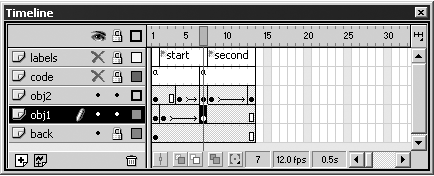 Timeline
1 5 10 15 20 25 30
labels start second
code a a
obj2
obj1
back
7 12.0 fps 0.5s